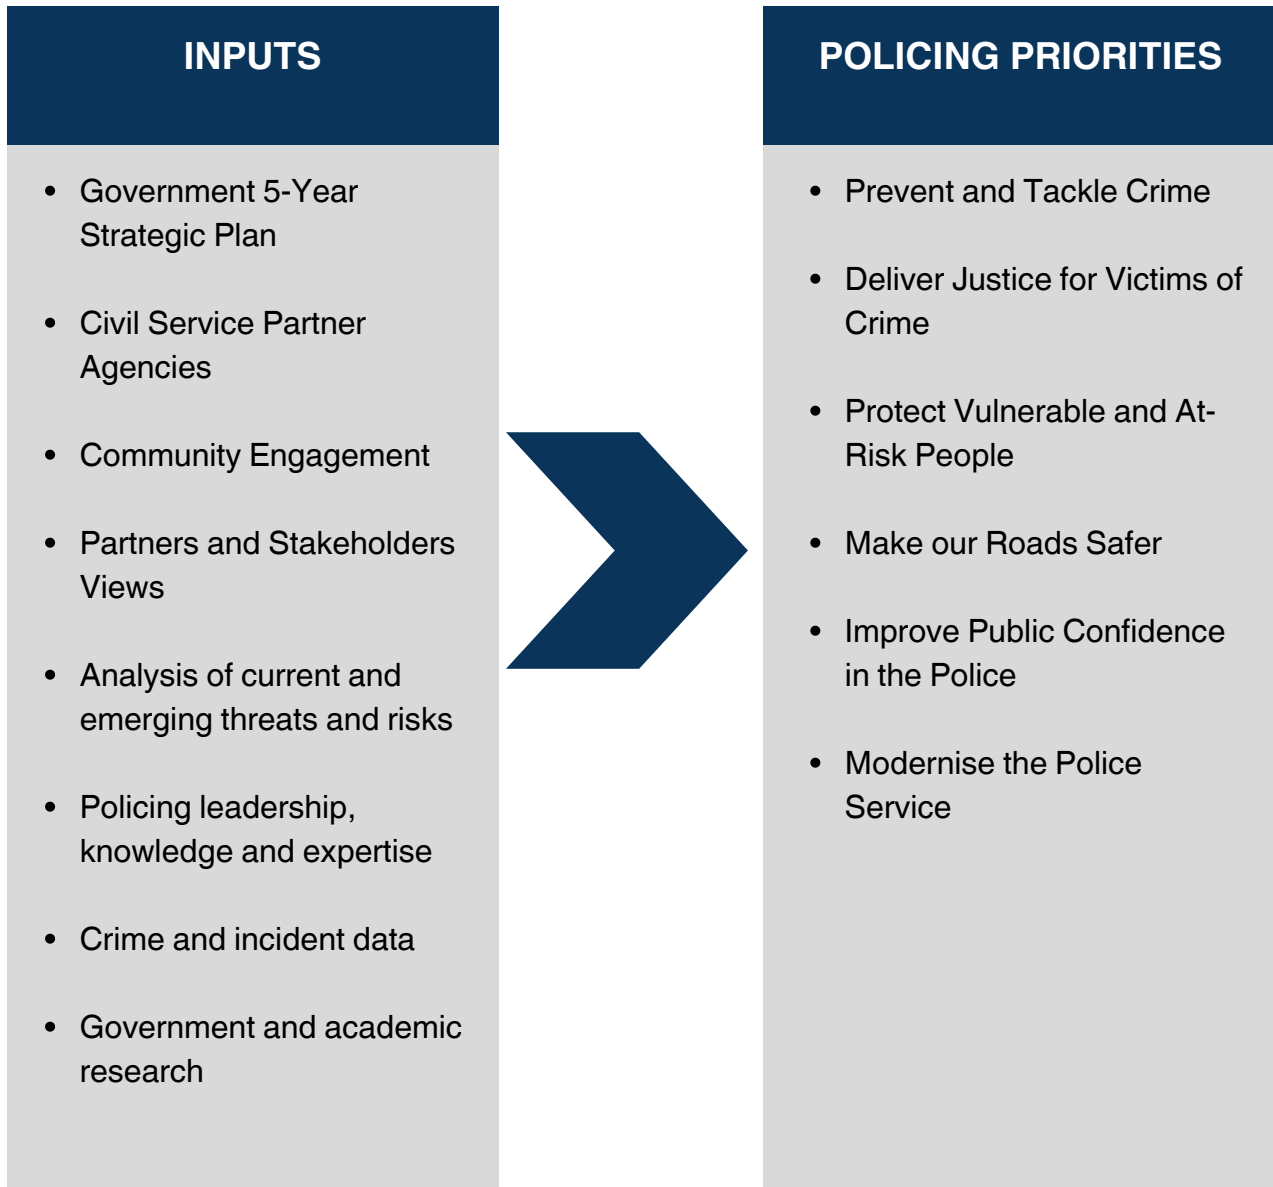 INPUTS
• Government 5-Year
Strategic Plan
• Civil Service Partner
Agencies
• Community Engagement
• Partners and Stakeholders
Views
• Analysis of current and
emerging threats and risks
• Policing leadership,
knowledge and expertise
• Crime and incident data
• Government and academic
research
POLICING PRIORITIES
• Prevent and Tackle Crime
• Deliver Justice for Victims of
Crime
• Protect Vulnerable and At-
Risk People
• Make our Roads Safer
• Improve Public Confidence
in the Police
• Modernise the Police
Service